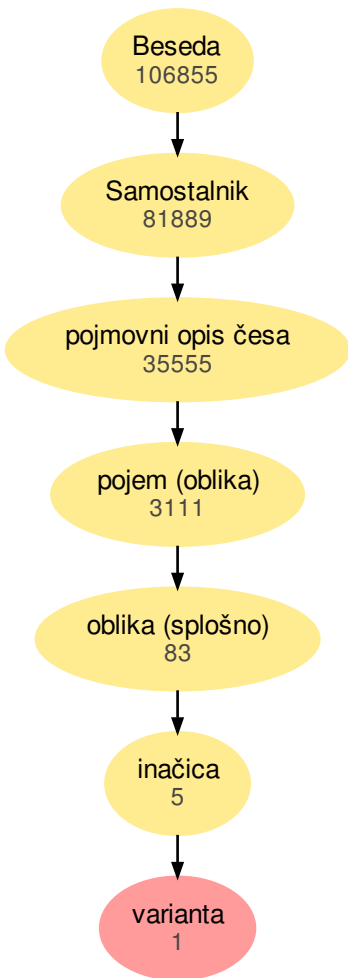 Beseda
106855
Samostalnik
81889
pojmovni opis česa
35555
pojem (oblika)
3111
oblika (splošno)
83
inačica
5
varianta
1